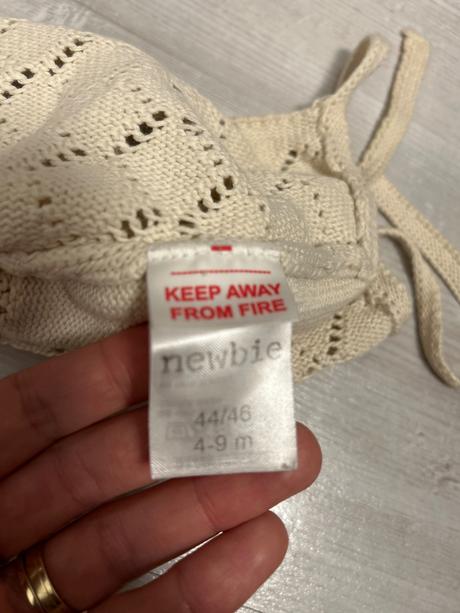 KEEP AWAY
FROM FIRE
newbie
44/46
4-9 m